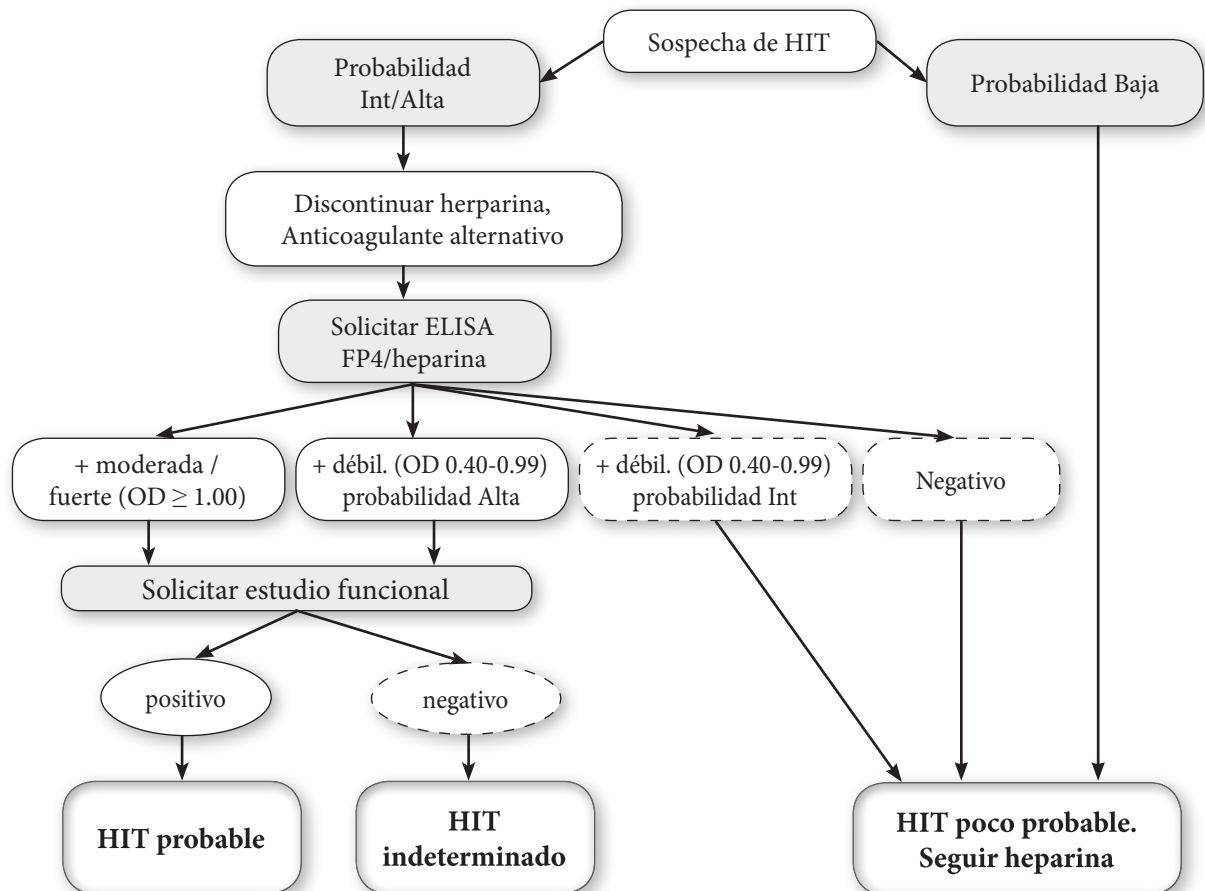 Sospecha de HIT
Probabilidad
Int/Alta
Probabilidad Baja
Discontinuar herparina,
Anticoagulante alternativo
Solicitar ELISA
FP4/heparina
+ moderada /
fuerte (OD ≥ 1.00)
+ débil. (OD 0.40-0.99)
probabilidad Alta
+ débil. (OD 0.40-0.99)
probabilidad Int
Negativo
Solicitar estudio funcional
positivo
negativo
HIT probable
HIT
indeterminado
HIT poco probable.
Seguir heparina